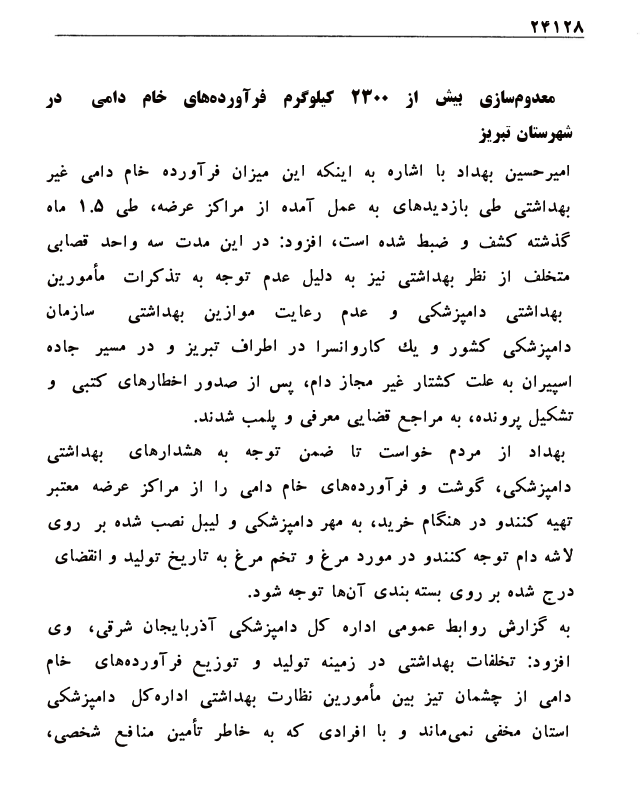 ۲۴۱۲۸
معدوم‌سازی بیش از ۲۳۰۰ کیلوگرم فرآورده‌های خام دامی در
شهرستان تبریز
امیرحسین بهداد با اشاره به اینکه این میزان فرآورده خام دامی غیر
بهداشتی طی بازدیدهای به عمل آمده از مراکز عرضه، طی ۱.۵ ماه
گذشته کشف و ضبط شده است، افزود: در این مدت سه واحد قصابی
متخلف از نظر بهداشتی نیز به دلیل عدم توجه به تذکرات مأمورین
بهداشتی دامپزشکی و عدم رعایت موازین بهداشتی سازمان
دامپزشکی کشور و یك کاروانسرا در اطراف تبریز و در مسیر جاده
اسپیران به علت کشتار غیر مجاز دام، پس از صدور اخطارهای کتبی و
تشکیل پرونده، به مراجع قضایی معرفی و پلمب شدند.
بهداد از مردم خواست تا ضمن توجه به هشدارهای بهداشتی
دامپزشکی، گوشت و فرآورده‌های خام دامی را از مراکز عرضه معتبر
تهیه کنندو در هنگام خرید، به مهر دامپزشکی و لیبل نصب شده بر روی
لاشه دام توجه کنندو در مورد مرغ و تخم مرغ به تاریخ تولید و انقضای
درج شده بر روی بسته بندی آن‌ها توجه شود.
به گزارش روابط عمومی اداره کل دامپزشکی آذربایجان شرقی، وی
افزود: تخلفات بهداشتی در زمینه تولید و توزیع فرآورده‌های خام
دامی از چشمان تیز بین مأمورین نظارت بهداشتی اداره‌کل دامپزشکی
استان مخفی نمی‌ماند و با افرادی که به خاطر تأمین منافع شخصی،